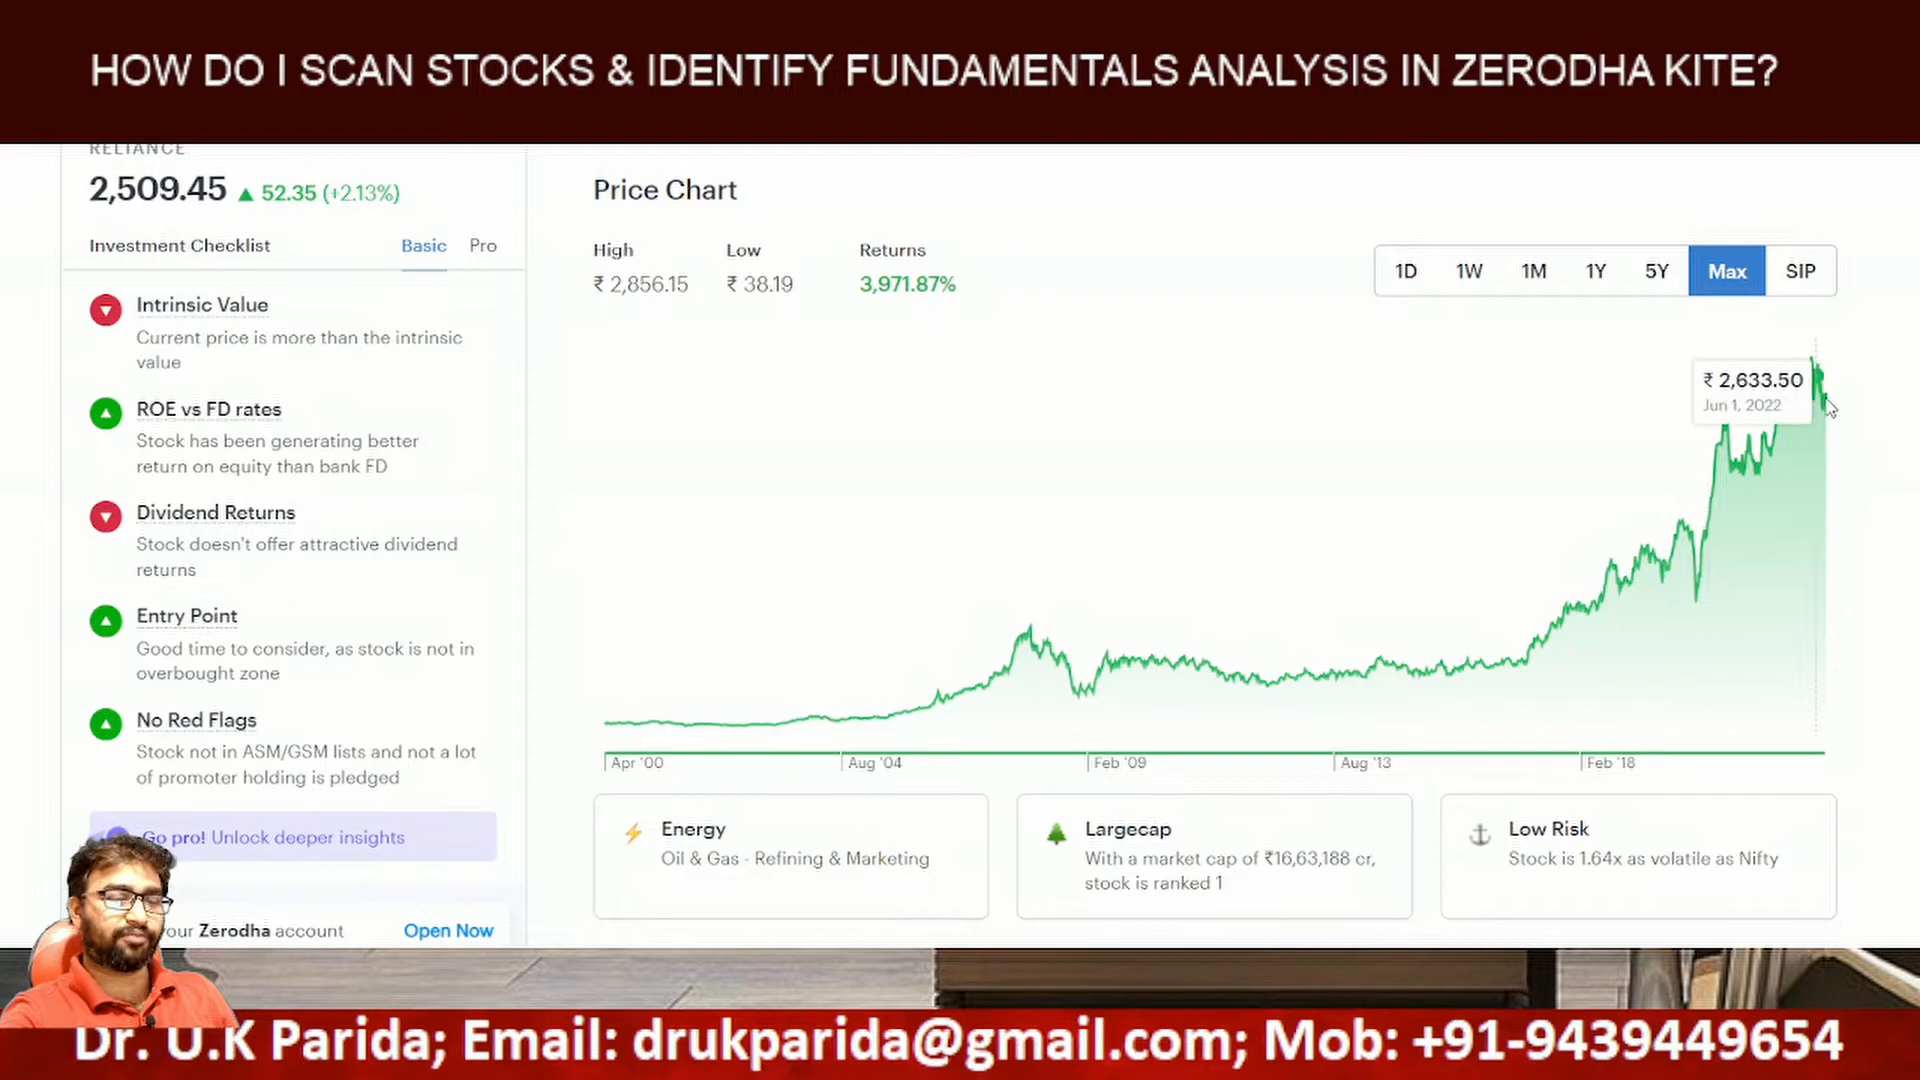 HOW DO I SCAN STOCKS & IDENTIFY FUNDAMENTALS ANALYSIS IN ZERODHA KITE?
RELIANCE
2,509.45 ▲ 52.35 (+2.13%)
Investment Checklist Basic Pro
Intrinsic Value
Current price is more than the intrinsic
value
ROE vs FD rates
Stock has been generating better
return on equity than bank FD
Dividend Returns
Stock doesn't offer attractive dividend
returns
Entry Point
Good time to consider, as stock is not in
overbought zone
No Red Flags
Stock not in ASM/GSM lists and not a lot
of promoter holding is pledged
Go pro! Unlock deeper insights
your Zerodha account Open Now
Price Chart
High Low Returns
₹ 2,856.15 ₹ 38.19 3,971.87%
1D 1W 1M 1Y 5Y Max SIP
₹ 2,633.50
Jun 1, 2022
Apr '00 Aug '04 Feb '09 Aug '13 Feb '18
Energy
Oil & Gas - Refining & Marketing
Largecap
With a market cap of ₹16,63,188 cr,
stock is ranked 1
Low Risk
Stock is 1.64x as volatile as Nifty
Dr. U.K Parida; Email: drukparida@gmail.com; Mob: +91-9439449654